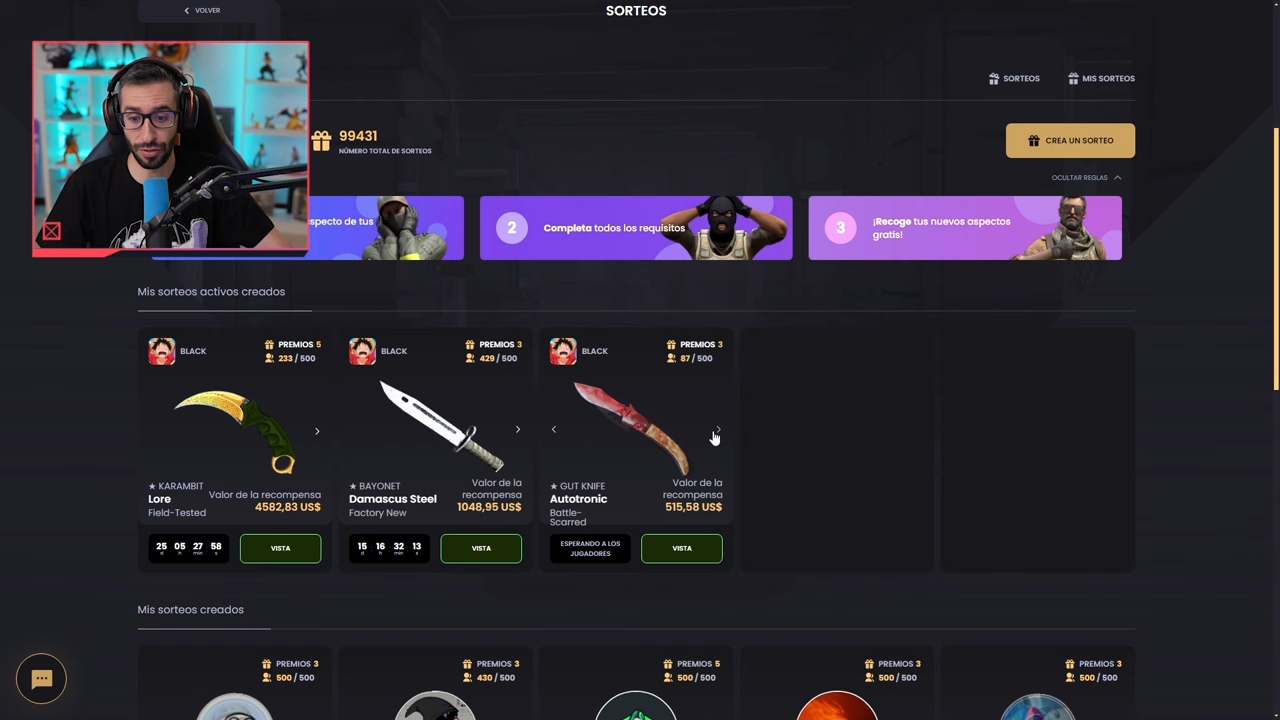 VOLVER
SORTEOS
SORTEOS
MIS SORTEOS
99431
NÚMERO TOTAL DE SORTEOS
CREA UN SORTEO
OCULTAR REGLAS
specto de tus
2
Completa todos los requisitos
3
¡Recoge tus nuevos aspectos
gratis!
Mis sorteos activos creados
BLACK
PREMIOS 5
233 / 500
★ KARAMBIT
Lore
Field-Tested
Valor de la recompensa
4582,83 US$
25 05 27 58
d h min s
VISTA
BLACK
PREMIOS 3
429 / 500
★ BAYONET
Damascus Steel
Factory New
Valor de la
recompensa
1048,95 US$
15 16 32 13
d h min s
VISTA
BLACK
PREMIOS 3
87 / 500
★ GUT KNIFE
Autotronic
Battle-
Scarred
Valor de la
recompensa
515,58 US$
ESPERANDO A LOS
JUGADORES
VISTA
Mis sorteos creados
PREMIOS 3
500 / 500
PREMIOS 3
430 / 500
PREMIOS 5
500 / 500
PREMIOS 3
500 / 500
PREMIOS 3
500 / 500